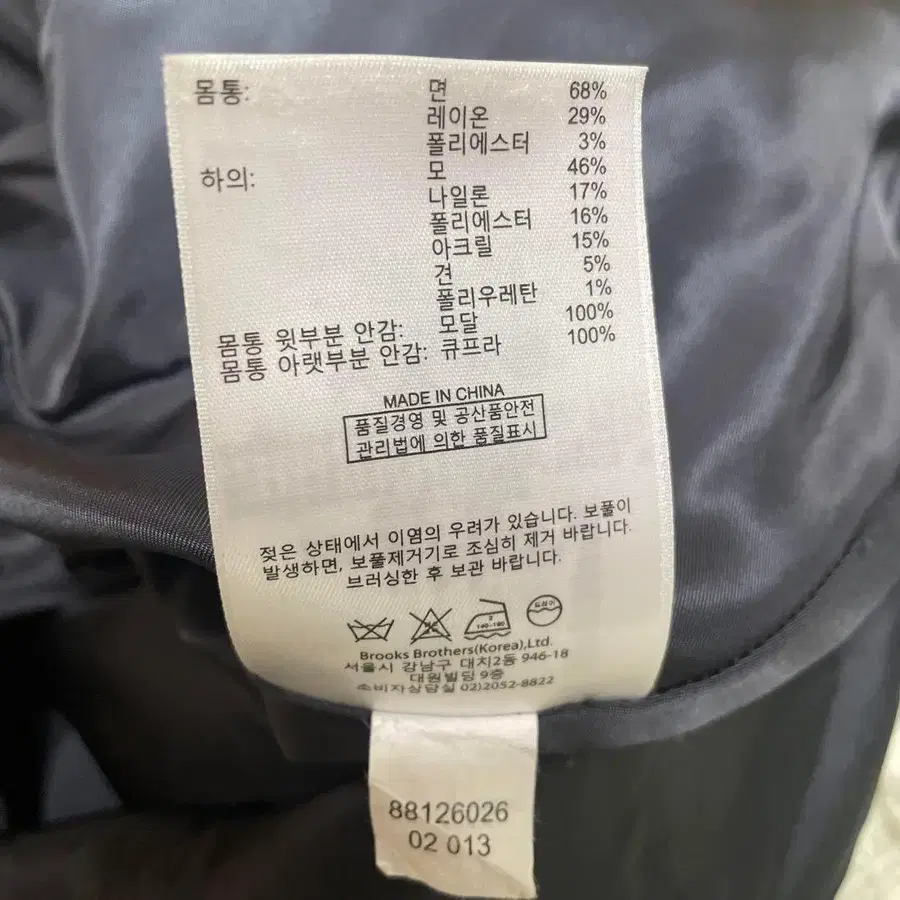 몸통: 면 68%
레이온 29%
폴리에스터 3%
하의: 모 46%
나일론 17%
폴리에스터 16%
아크릴 15%
견 5%
폴리우레탄 1%
몸통 윗부분 안감: 모달 100%
몸통 아랫부분 안감: 큐프라 100%
MADE IN CHINA
품질경영 및 공산품안전
관리법에 의한 품질표시
젖은 상태에서 이염의 우려가 있습니다. 보풀이
발생하면, 보풀제거기로 조심히 제거 바랍니다.
브러싱한 후 보관 바랍니다.
Brooks Brothers(Korea),Ltd.
서울시 강남구 대치2동 946-18
대원빌딩 9층
소비자상담실 02)2052-8822
88126026
02 013